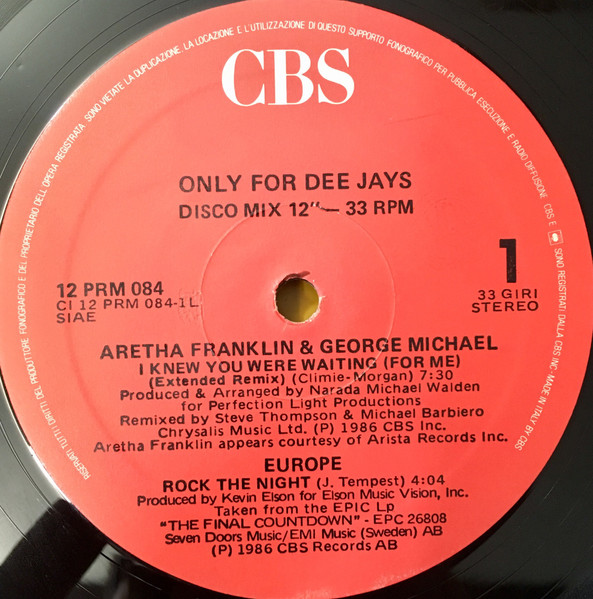 CBS
ONLY FOR DEE JAYS
DISCO MIX 12" — 33 RPM
12 PRM 084
CI 12 PRM 084-1L
SIAE
1
33 GIRI
STEREO
ARETHA FRANKLIN & GEORGE MICHAEL
I KNEW YOU WERE WAITING (FOR ME)
(Extended Remix) (Climie-Morgan) 7:30
Produced & Arranged by Narada Michael Walden
for Perfection Light Productions
Remixed by Steve Thompson & Michael Barbiero
Chrysalis Music Ltd. (P) 1986 CBS Inc.
Aretha Franklin appears courtesy of Arista Records Inc.
EUROPE
ROCK THE NIGHT (J. Tempest) 4:04
Produced by Kevin Elson for Elson Music Vision, Inc.
Taken from the EPIC Lp
"THE FINAL COUNTDOWN" - EPC 26808
Seven Doors Music/EMI Music (Sweden) AB
(P) 1986 CBS Records AB
RISERVATI TUTTI I DIRITTI DEL PRODUTTORE FONOGRAFICO E DEL PROPRIETARIO DELL'OPERA REGISTRATA. SONO VIETATE LA DUPLICAZIONE, LA LOCAZIONE E L'UTILIZZAZIONE DI QUESTO SUPPORTO FONOGRAFICO PER PUBBLICA ESECUZIONE E RADIO DIFFUSIONE. CBS E SONO REGISTRATI DALLA CBS INC. MADE IN ITALY BY CBS